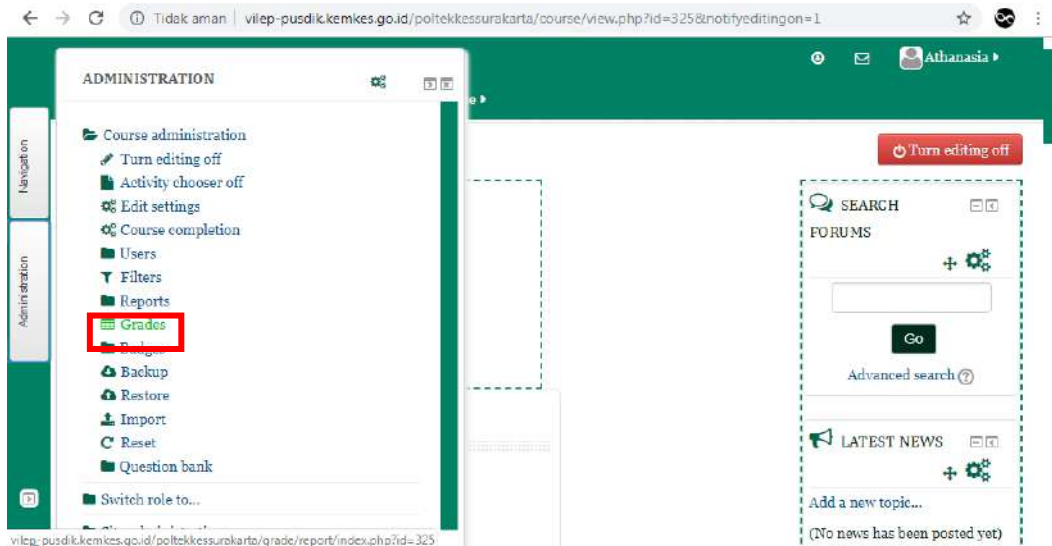 Tidak aman vilep-pusdik.kemkes.go.id/poltekkessurakarta/course/view.php?id=325&notifyeditingon=1
Athanasia
ADMINISTRATION
Navigation
Administration
Course administration
Turn editing off
Activity chooser off
Edit settings
Course completion
Users
Filters
Reports
Grades
Backup
Restore
Import
Reset
Question bank
Switch role to...
vilep-pusdik.kemkes.go.id/poltekkessurakarta/grade/report/index.php?id=325
Turn editing off
SEARCH
FORUMS
Go
Advanced search
LATEST NEWS
Add a new topic...
(No news has been posted yet)